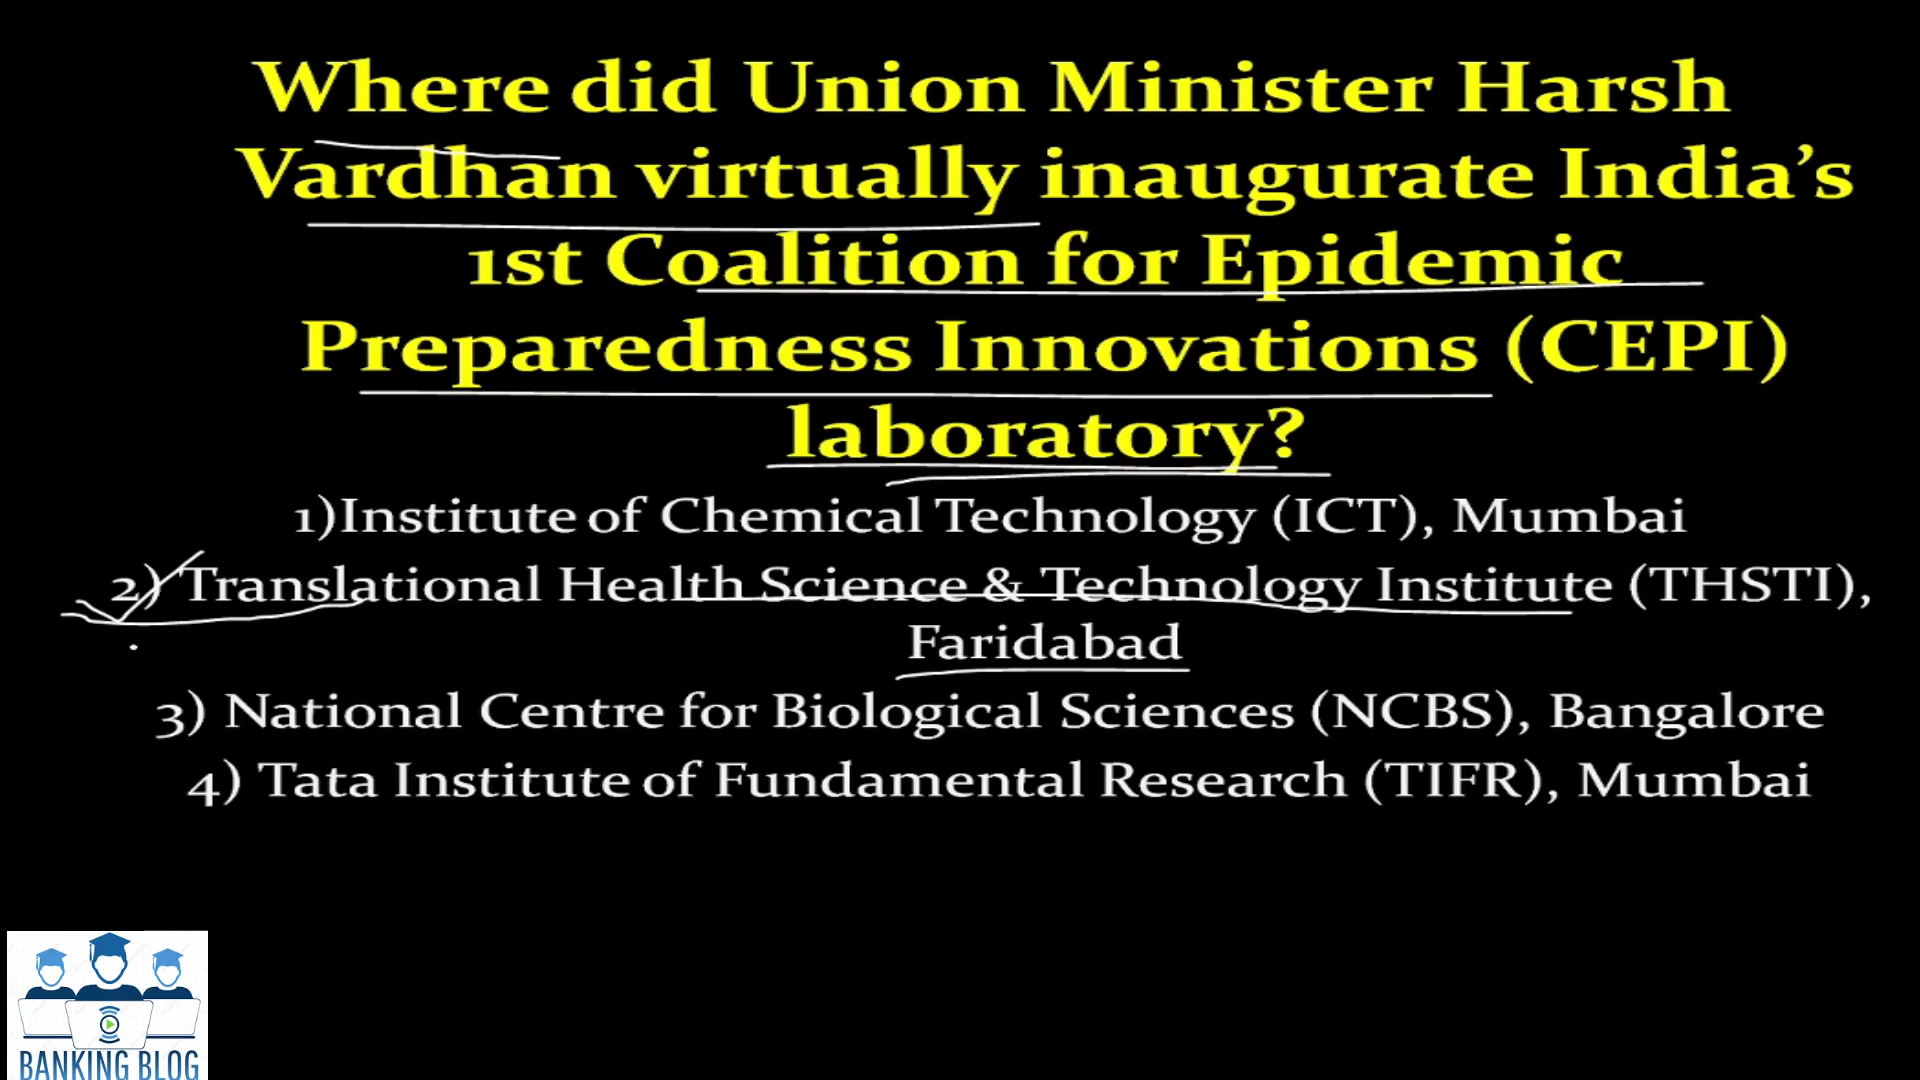 Where did Union Minister Harsh
Vardhan virtually inaugurate India’s
1st Coalition for Epidemic
Preparedness Innovations (CEPI)
laboratory?
1)Institute of Chemical Technology (ICT), Mumbai
2) Translational Health Science & Technology Institute (THSTI),
Faridabad
3) National Centre for Biological Sciences (NCBS), Bangalore
4) Tata Institute of Fundamental Research (TIFR), Mumbai
BANKING BLOG